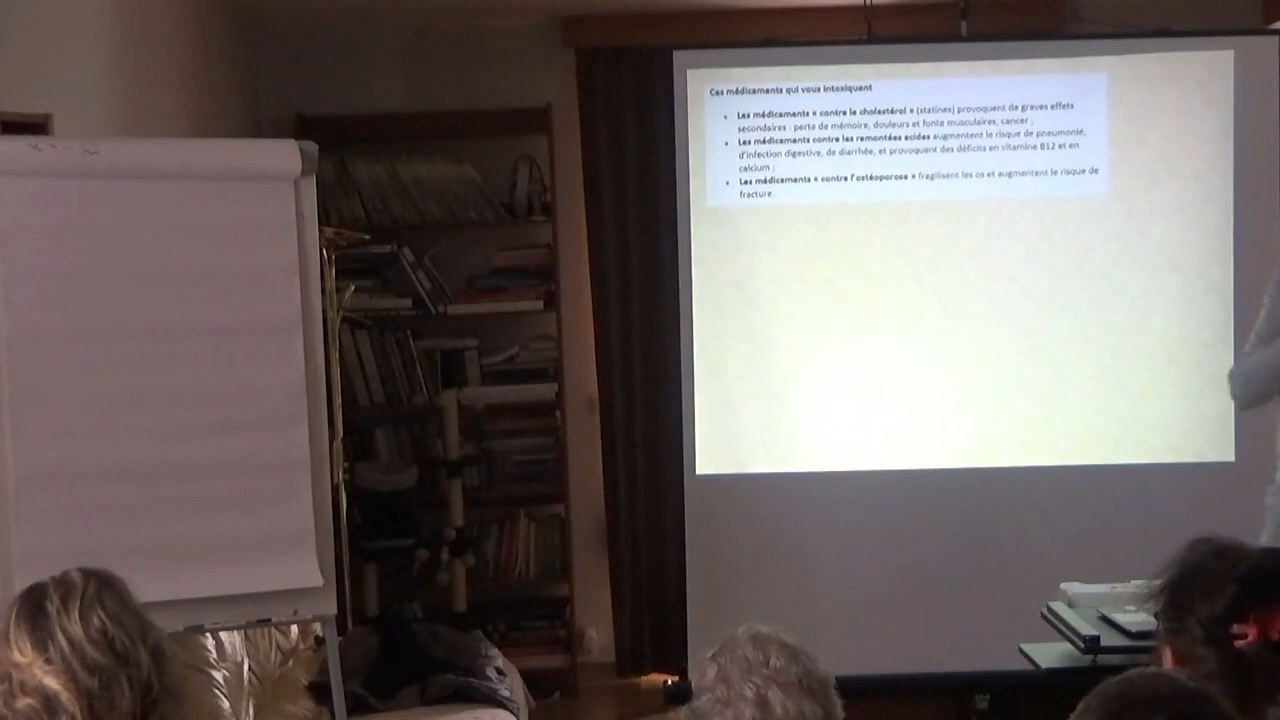 Ces médicaments qui vous intoxiquent
• Les médicaments « contre le cholestérol » (statines) provoquent de graves effets
secondaires : perte de mémoire, douleurs et fonte musculaires, cancer ;
• Les médicaments contre les remontées acides augmentent le risque de pneumonie,
d'infection digestive, de diarrhée, et provoquent des déficits en vitamine B12 et en
calcium ;
• Les médicaments « contre l'ostéoporose » fragilisent les os et augmentent le risque de
fracture.